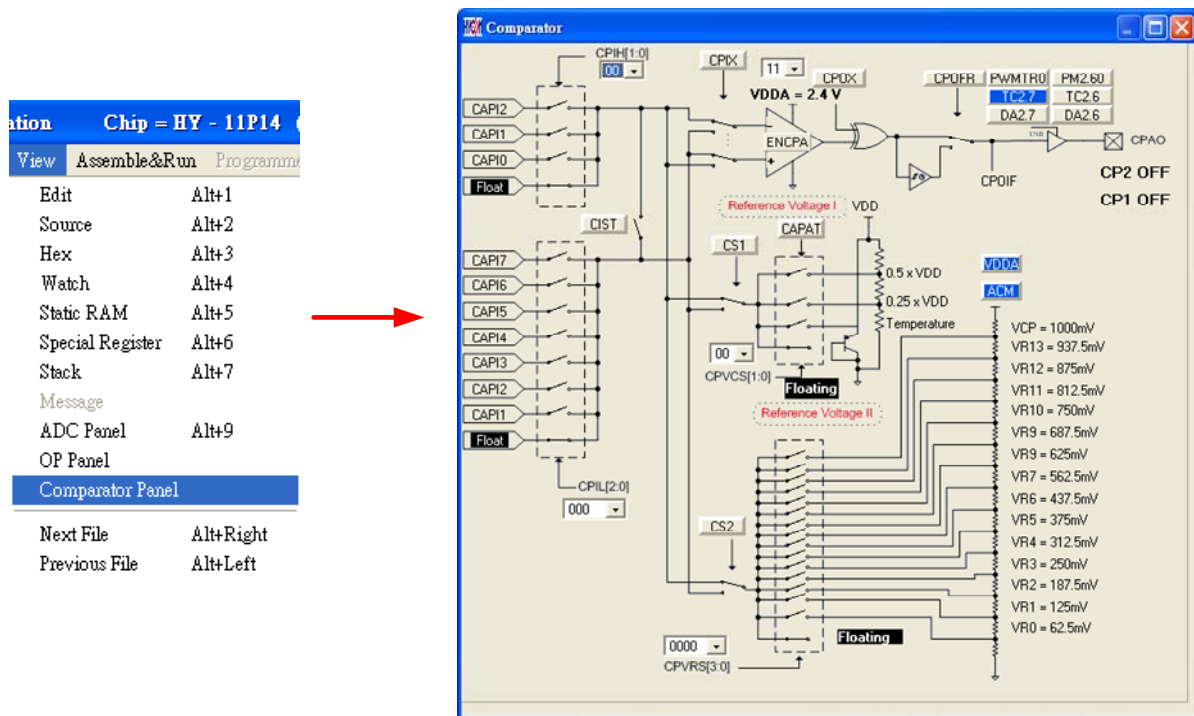 ation Chip = HY - 11P14 (
View Assemble&Run Programme
Edit Alt+1
Source Alt+2
Hex Alt+3
Watch Alt+4
Static RAM Alt+5
Special Register Alt+6
Stack Alt+7
Message
ADC Panel Alt+9
OP Panel
Comparator Panel
Next File Alt+Right
Previous File Alt+Left
Comparator
CPIH[1:0]
00
CAPI2
CAPI1
CAPI0
Float
CIST
CAPI7
CAPI6
CAPI5
CAPI4
CAPI3
CAPI2
CAPI1
Float
CPIL[2:0]
000
CPIX
11
CPOX
VDDA = 2.4 V
ENCPA
CPOFR
PWMTR0 PM2.60
TC2.7 TC2.6
DA2.7 DA2.6
ENB
CPAO
CPOIF
CP2 OFF
CP1 OFF
Reference Voltage I
VDD
CAPAT
CS1
0.5 x VDD
0.25 x VDD
Temperature
00
CPVCS[1:0]
Floating
Reference Voltage II
CS2
0000
CPVRS[3:0]
Floating
VDDA
ACM
VCP = 1000mV
VR13 = 937.5mV
VR12 = 875mV
VR11 = 812.5mV
VR10 = 750mV
VR9 = 687.5mV
VR9 = 625mV
VR7 = 562.5mV
VR6 = 437.5mV
VR5 = 375mV
VR4 = 312.5mV
VR3 = 250mV
VR2 = 187.5mV
VR1 = 125mV
VR0 = 62.5mV